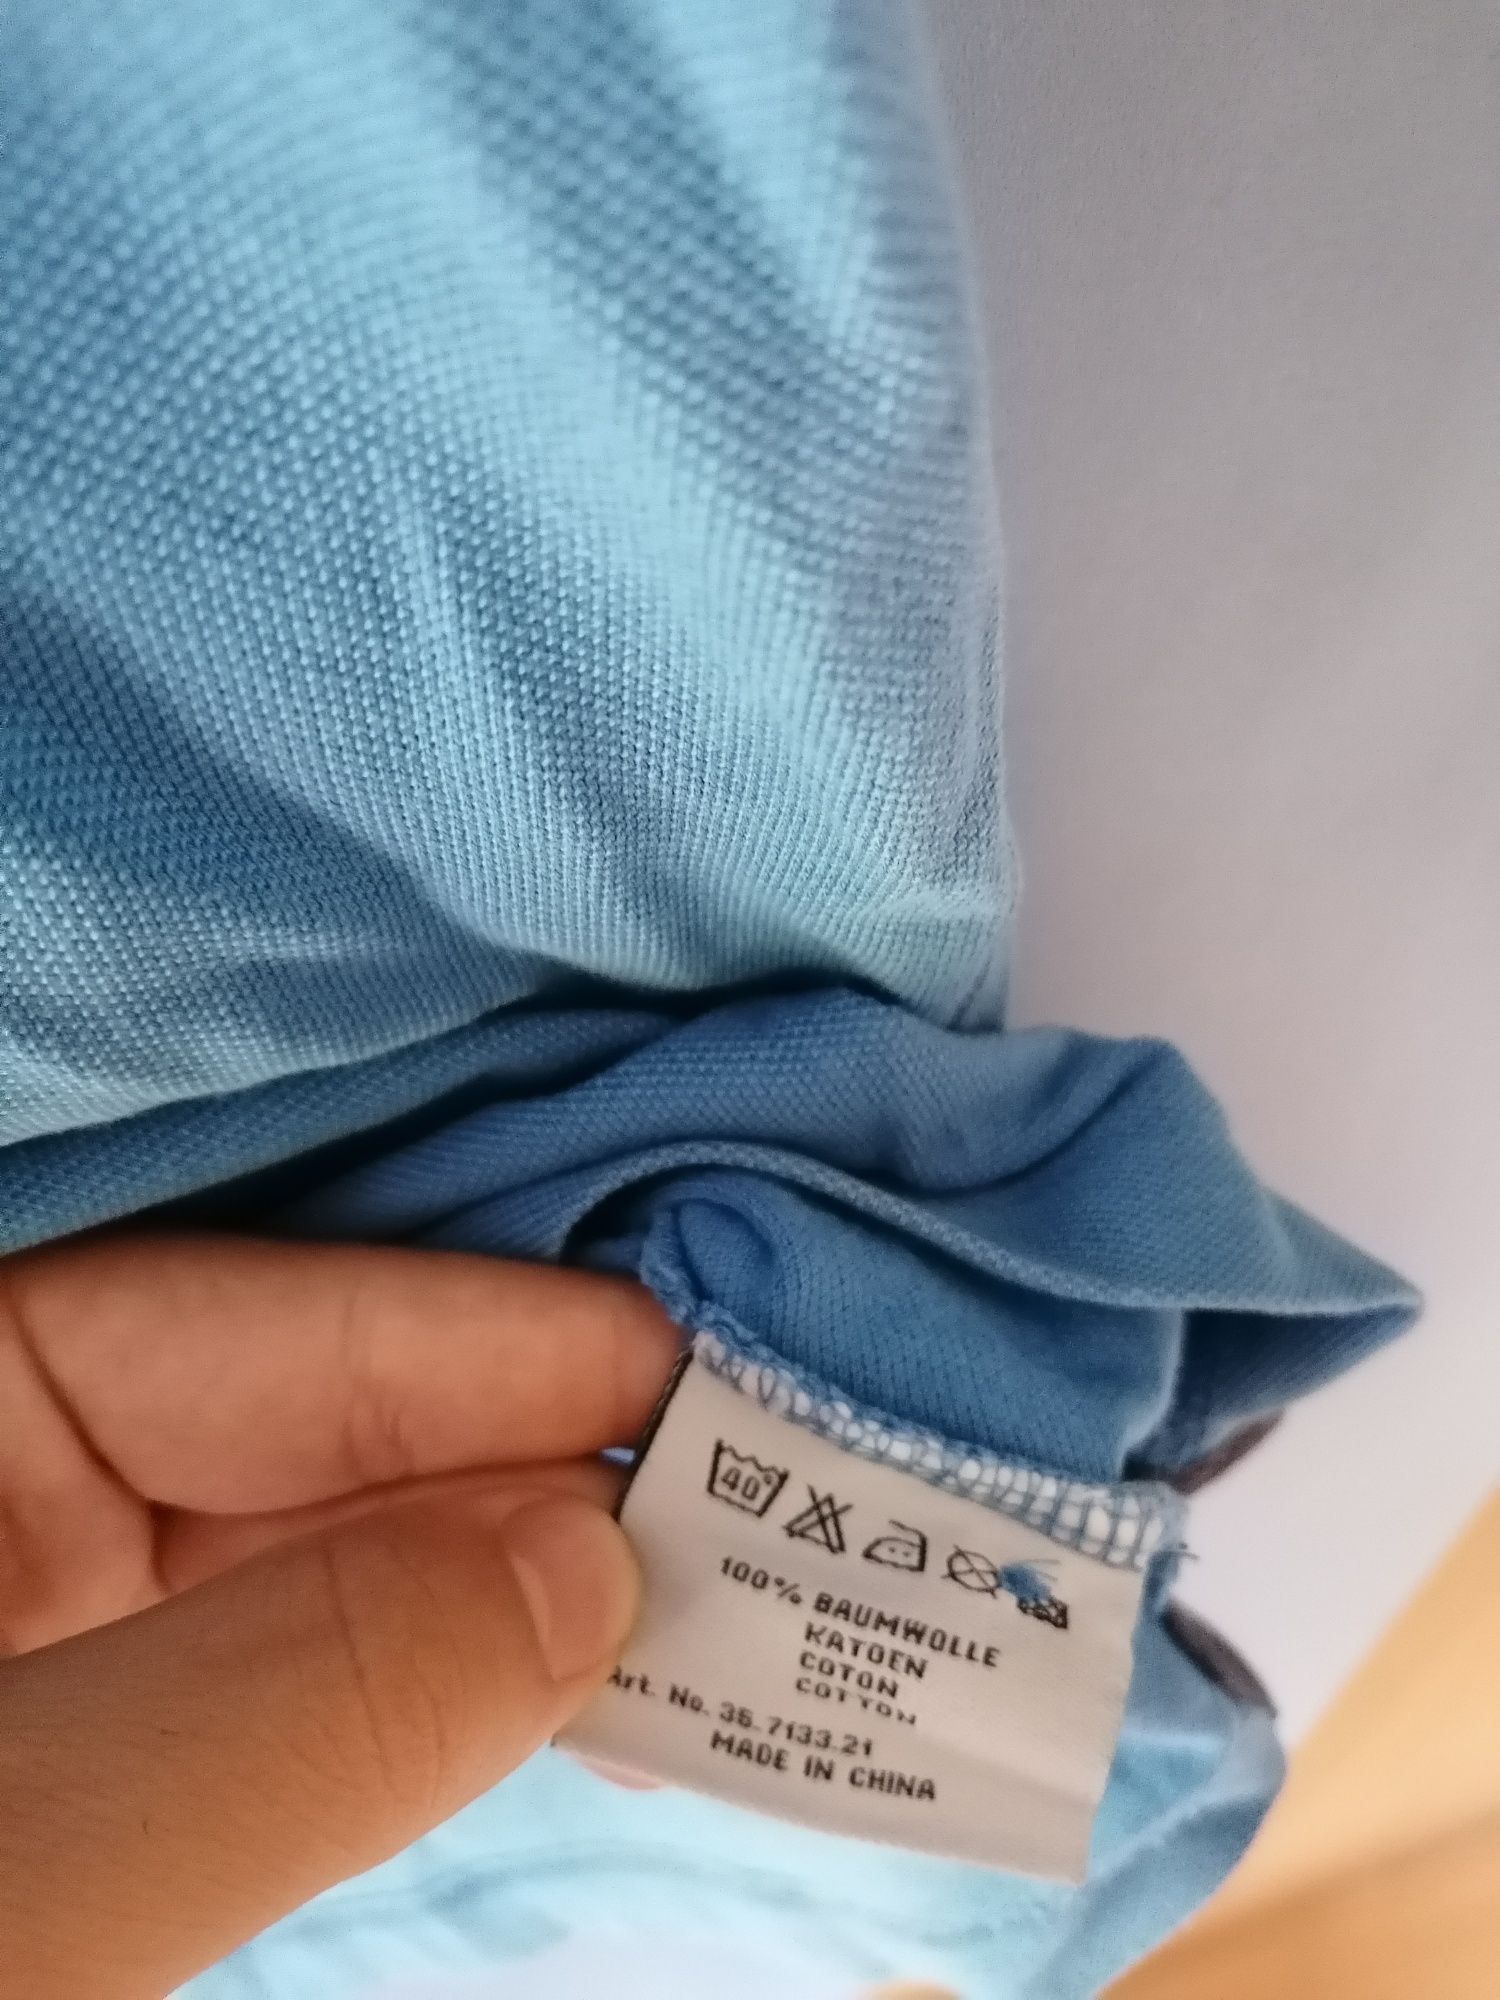 40°
100% BAUMWOLLE
KATOEN
COTON
COTTON
Art. No. 36.7133.21
MADE IN CHINA